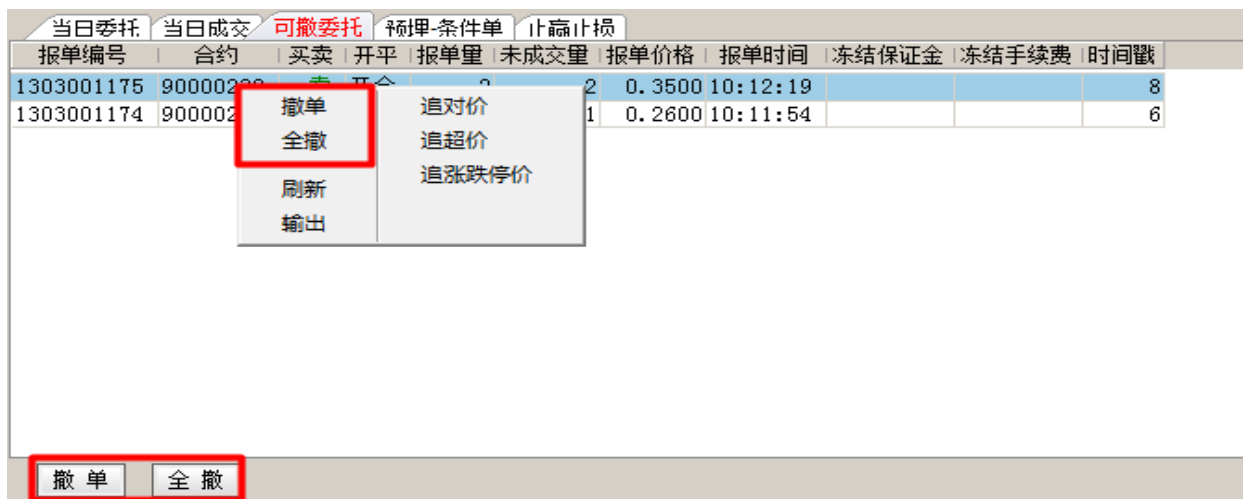 当日委托 当日成交 可撤委托 预埋-条件单 止赢止损
报单编号 合约 买卖 开平 报单量 未成交量 报单价格 报单时间 冻结保证金 冻结手续费 时间戳
1303001175 2 0.3500 10:12:19 8
1303001174 1 0.2600 10:11:54 6
撤单 追对价
全撤 追超价
追涨跌停价
刷新
输出
撤 单 全 撤